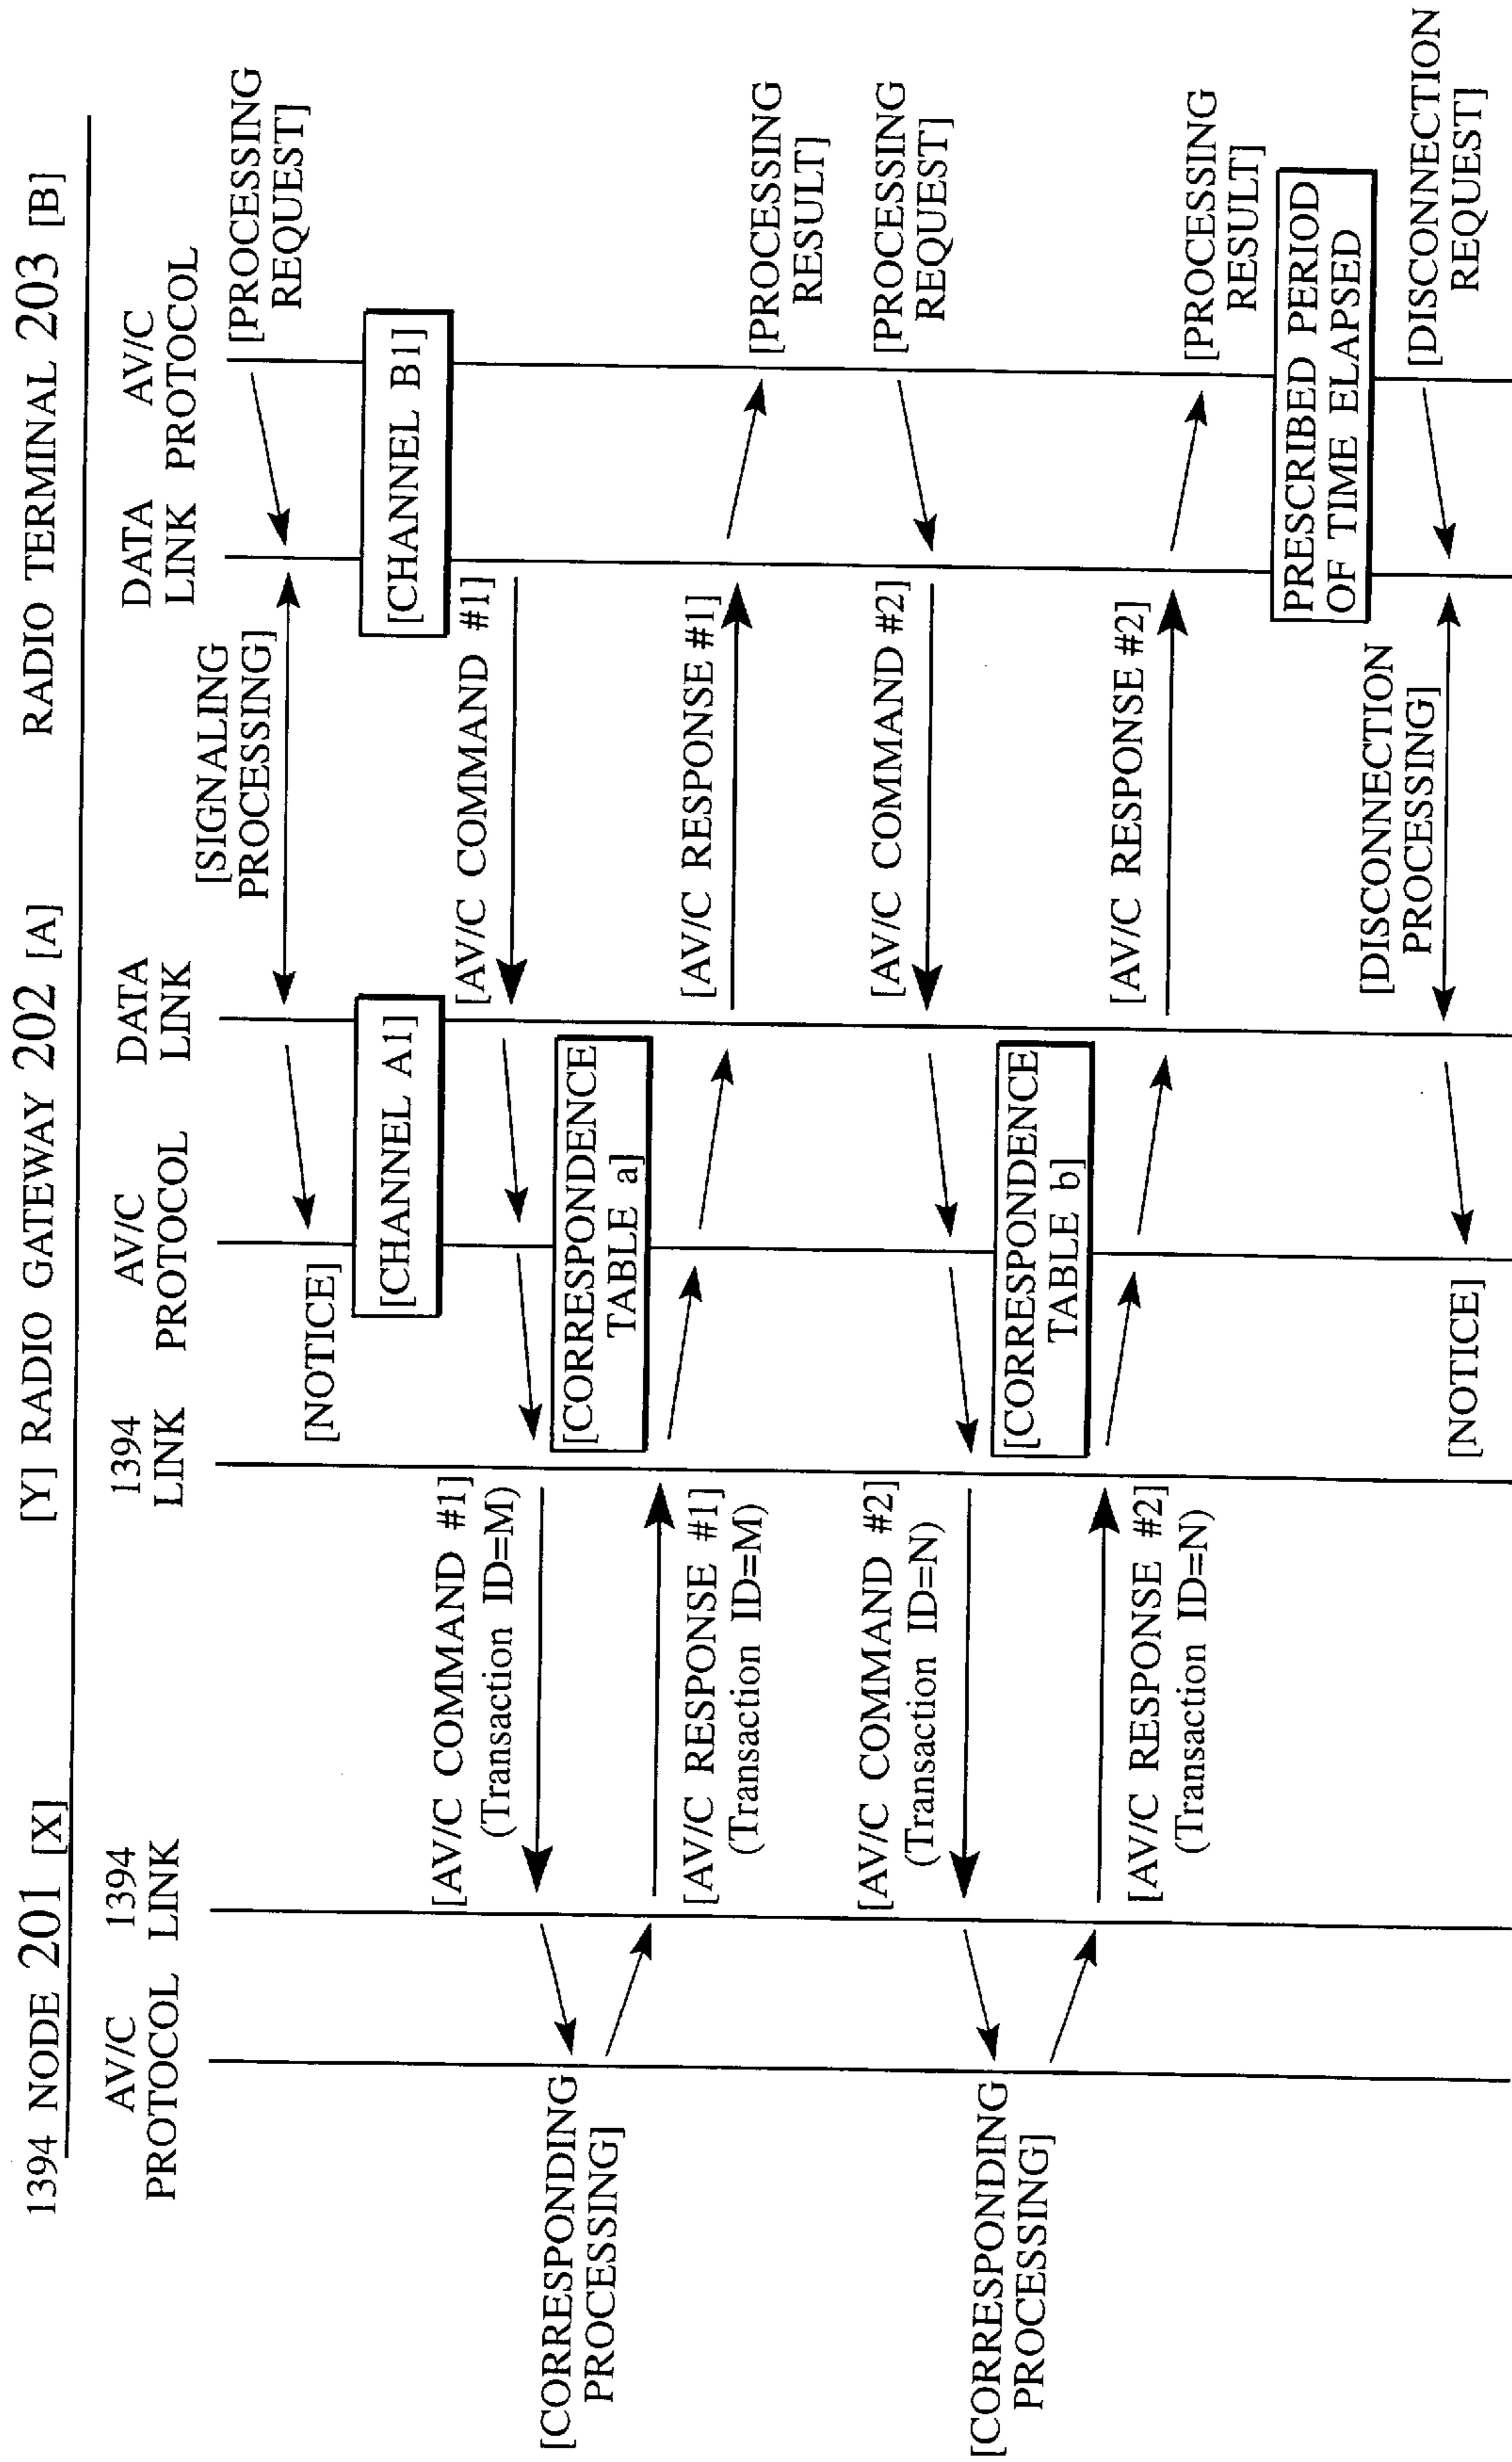 1394 NODE 201 [X]
[Y] RADIO GATEWAY 202 [A]
RADIO TERMINAL 203 [B]
AV/C
PROTOCOL
1394
LINK
1394
LINK
AV/C
PROTOCOL
DATA
LINK
DATA
LINK
AV/C
PROTOCOL
[PROCESSING
REQUEST]
[SIGNALING
PROCESSING]
[NOTICE]
[CHANNEL A1]
[CHANNEL B1]
[AV/C COMMAND #1]
[AV/C COMMAND #1]
(Transaction ID=M)
[CORRESPONDING
PROCESSING]
[CORRESPONDENCE
TABLE a]
[AV/C RESPONSE #1]
(Transaction ID=M)
[AV/C RESPONSE #1]
[PROCESSING
RESULT]
[PROCESSING
REQUEST]
[AV/C COMMAND #2]
[AV/C COMMAND #2]
(Transaction ID=N)
[CORRESPONDING
PROCESSING]
[CORRESPONDENCE
TABLE b]
[AV/C RESPONSE #2]
(Transaction ID=N)
[AV/C RESPONSE #2]
[PROCESSING
RESULT]
PRESCRIBED PERIOD
OF TIME ELAPSED
[DISCONNECTION
REQUEST]
[DISCONNECTION
PROCESSING]
[NOTICE]